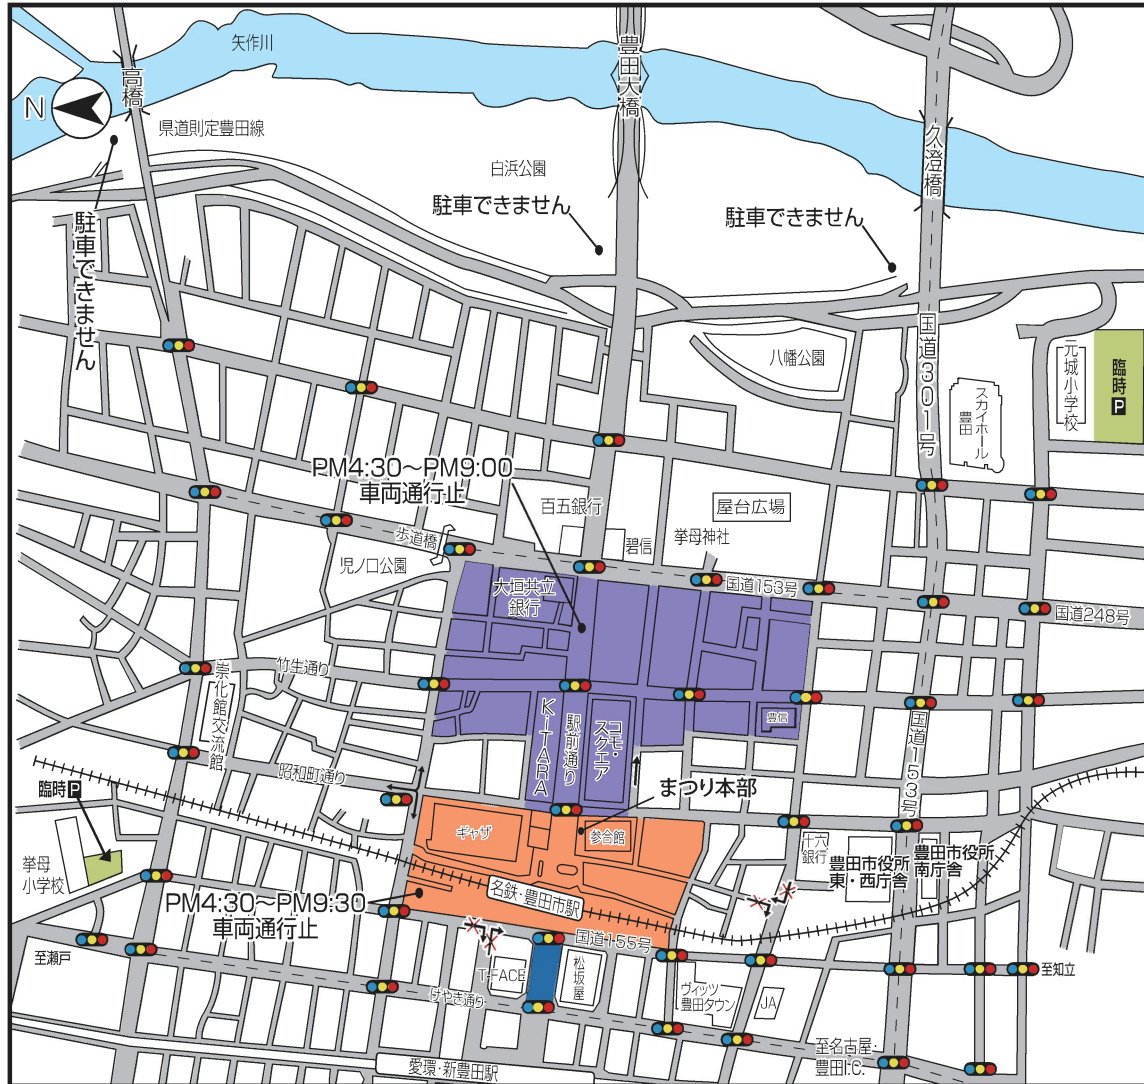 矢作川
豊田大橋
高橋
N
県道則定豊田線
久澄橋
白浜公園
駐車できません
駐車できません
駐車できません
国道301号
八幡公園
元城小学校
臨時P
スカイホール
豊田
PM4:30～PM9:00
車両通行止
百五銀行
屋台広場
歩道橋
碧信
挙母神社
児ノ口公園
大垣共立
銀行
国道153号
国道248号
竹生通り
崇化館交流館
KiTARA
駅前通り
コモ・
スクエア
豊信
国道153号
昭和町通り
臨時P
まつり本部
ギャザ
参合館
十六
銀行
豊田市役所
東・西庁舎
豊田市役所
南庁舎
挙母
小学校
名鉄・豊田市駅
PM4:30～PM9:30
車両通行止
国道155号
至瀬戸
至知立
T-FACE
松坂屋
けやき通り
ヴィッツ
豊田タウン
JA
至名古屋・
豊田I.C.
愛環・新豊田駅